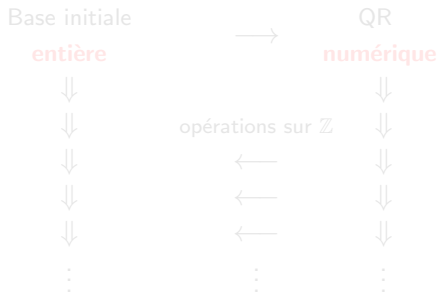 Base initiale → QR
entière numérique
⇓ ⇓
⇓ opérations sur ℤ ⇓
⇓ ← ⇓
⇓ ← ⇓
⇓ ← ⇓
⋮ ⋮ ⋮